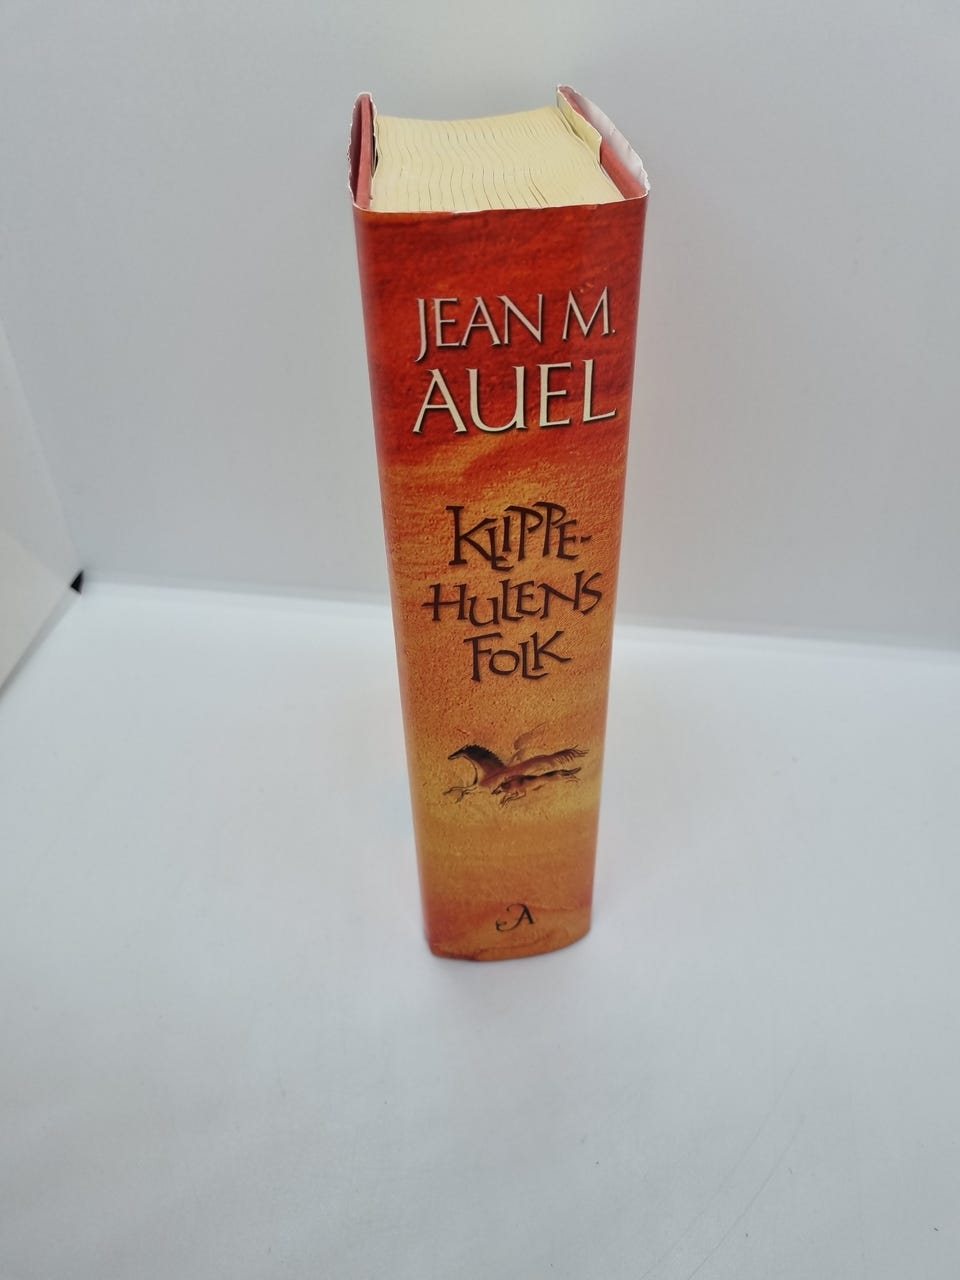 JEAN M.
AUEL
KLIPPE-
HULENS
FOLK
A